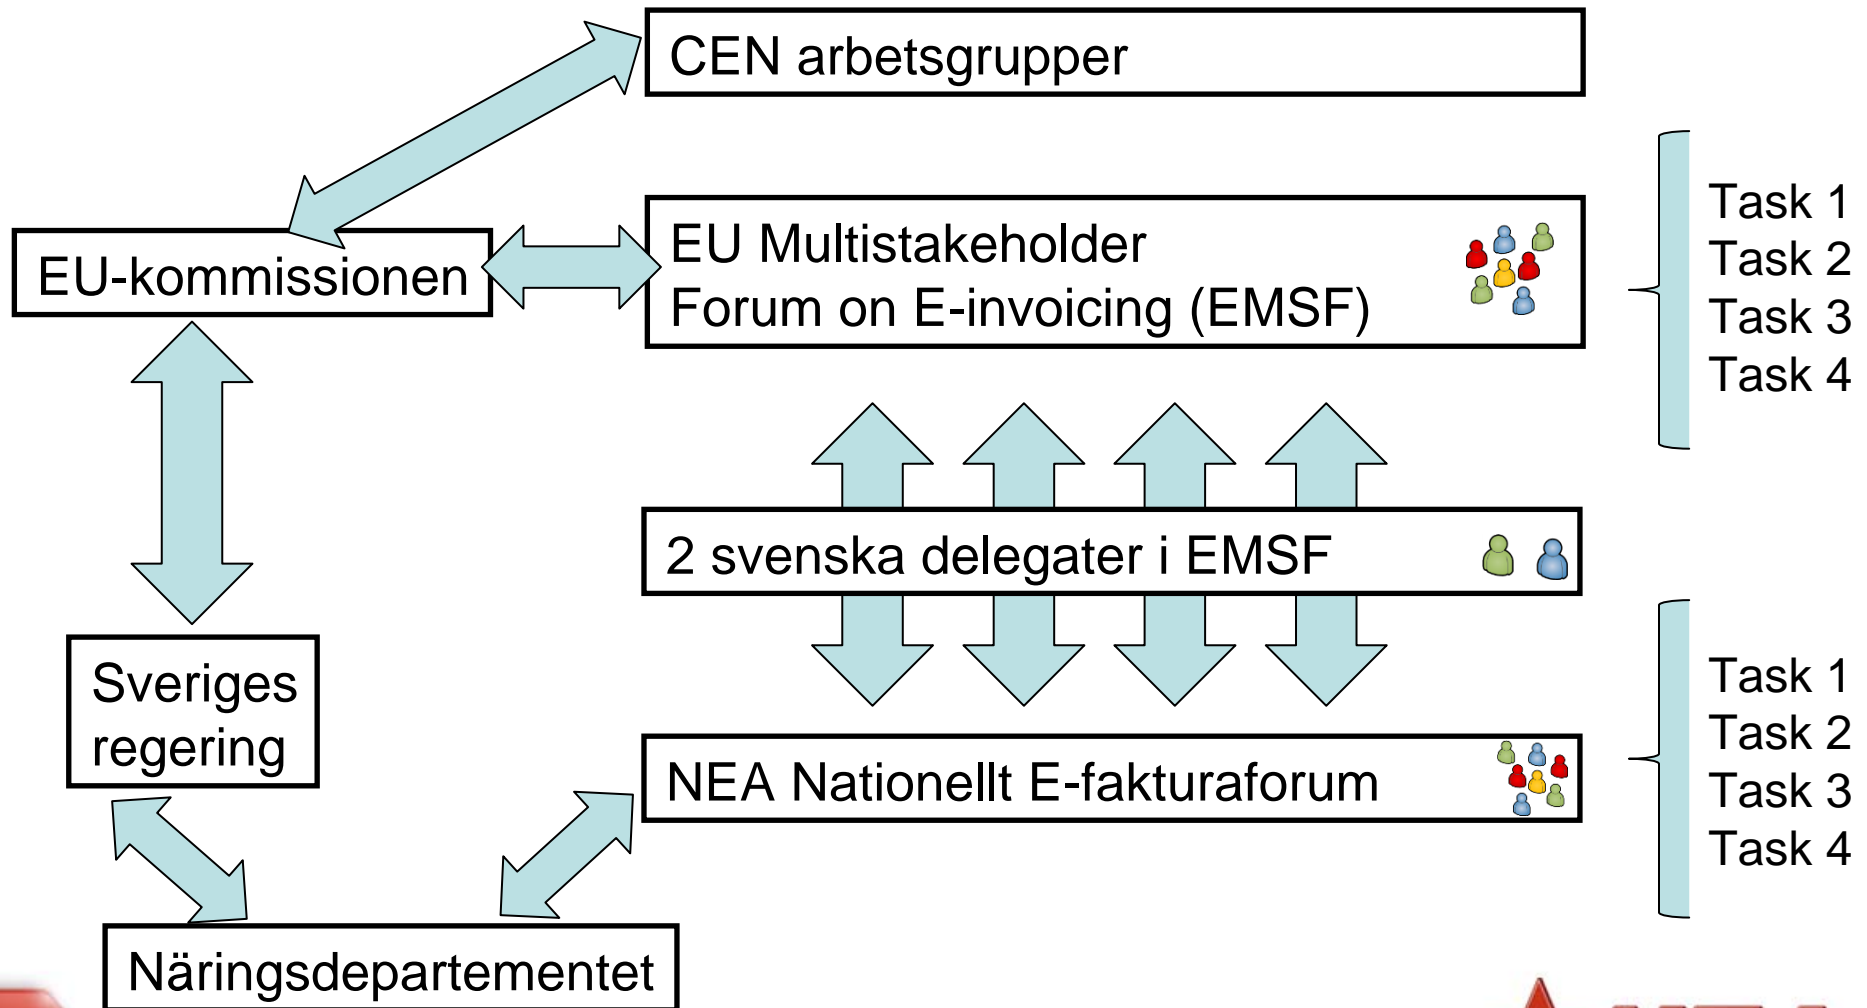 CEN arbetsgrupper
EU-kommissionen
EU Multistakeholder
Forum on E-invoicing (EMSF)
Task 1
Task 2
Task 3
Task 4
2 svenska delegater i EMSF
Sveriges
regering
NEA Nationellt E-fakturaforum
Task 1
Task 2
Task 3
Task 4
Näringsdepartementet